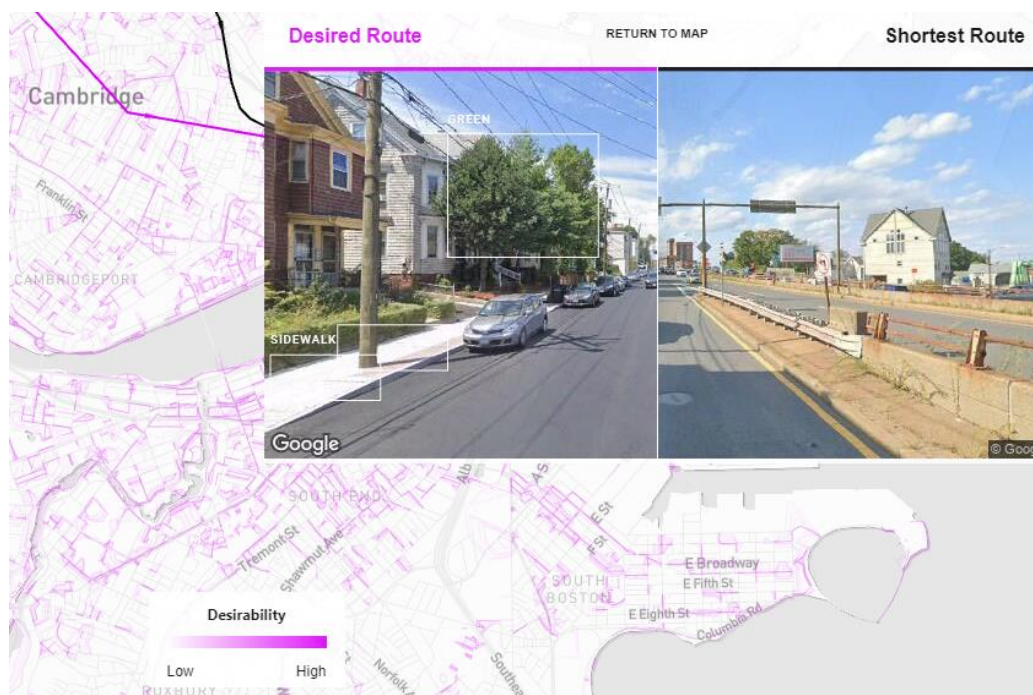 Desired Route
RETURN TO MAP
Shortest Route
Cambridge
GREEN
Franklin St
CAMBRIDGEPORT
SIDEWALK
Google
© Goog
SOUTH END
Tremont St
Shawmut Ave
Alb
A S
E St
F St
E Broadway
E Fifth St
SOUTH
BOSTON
E Eighth St
Columbia Rd
Desirability
Low
High
Norfolk A
Southea
ROXBURY